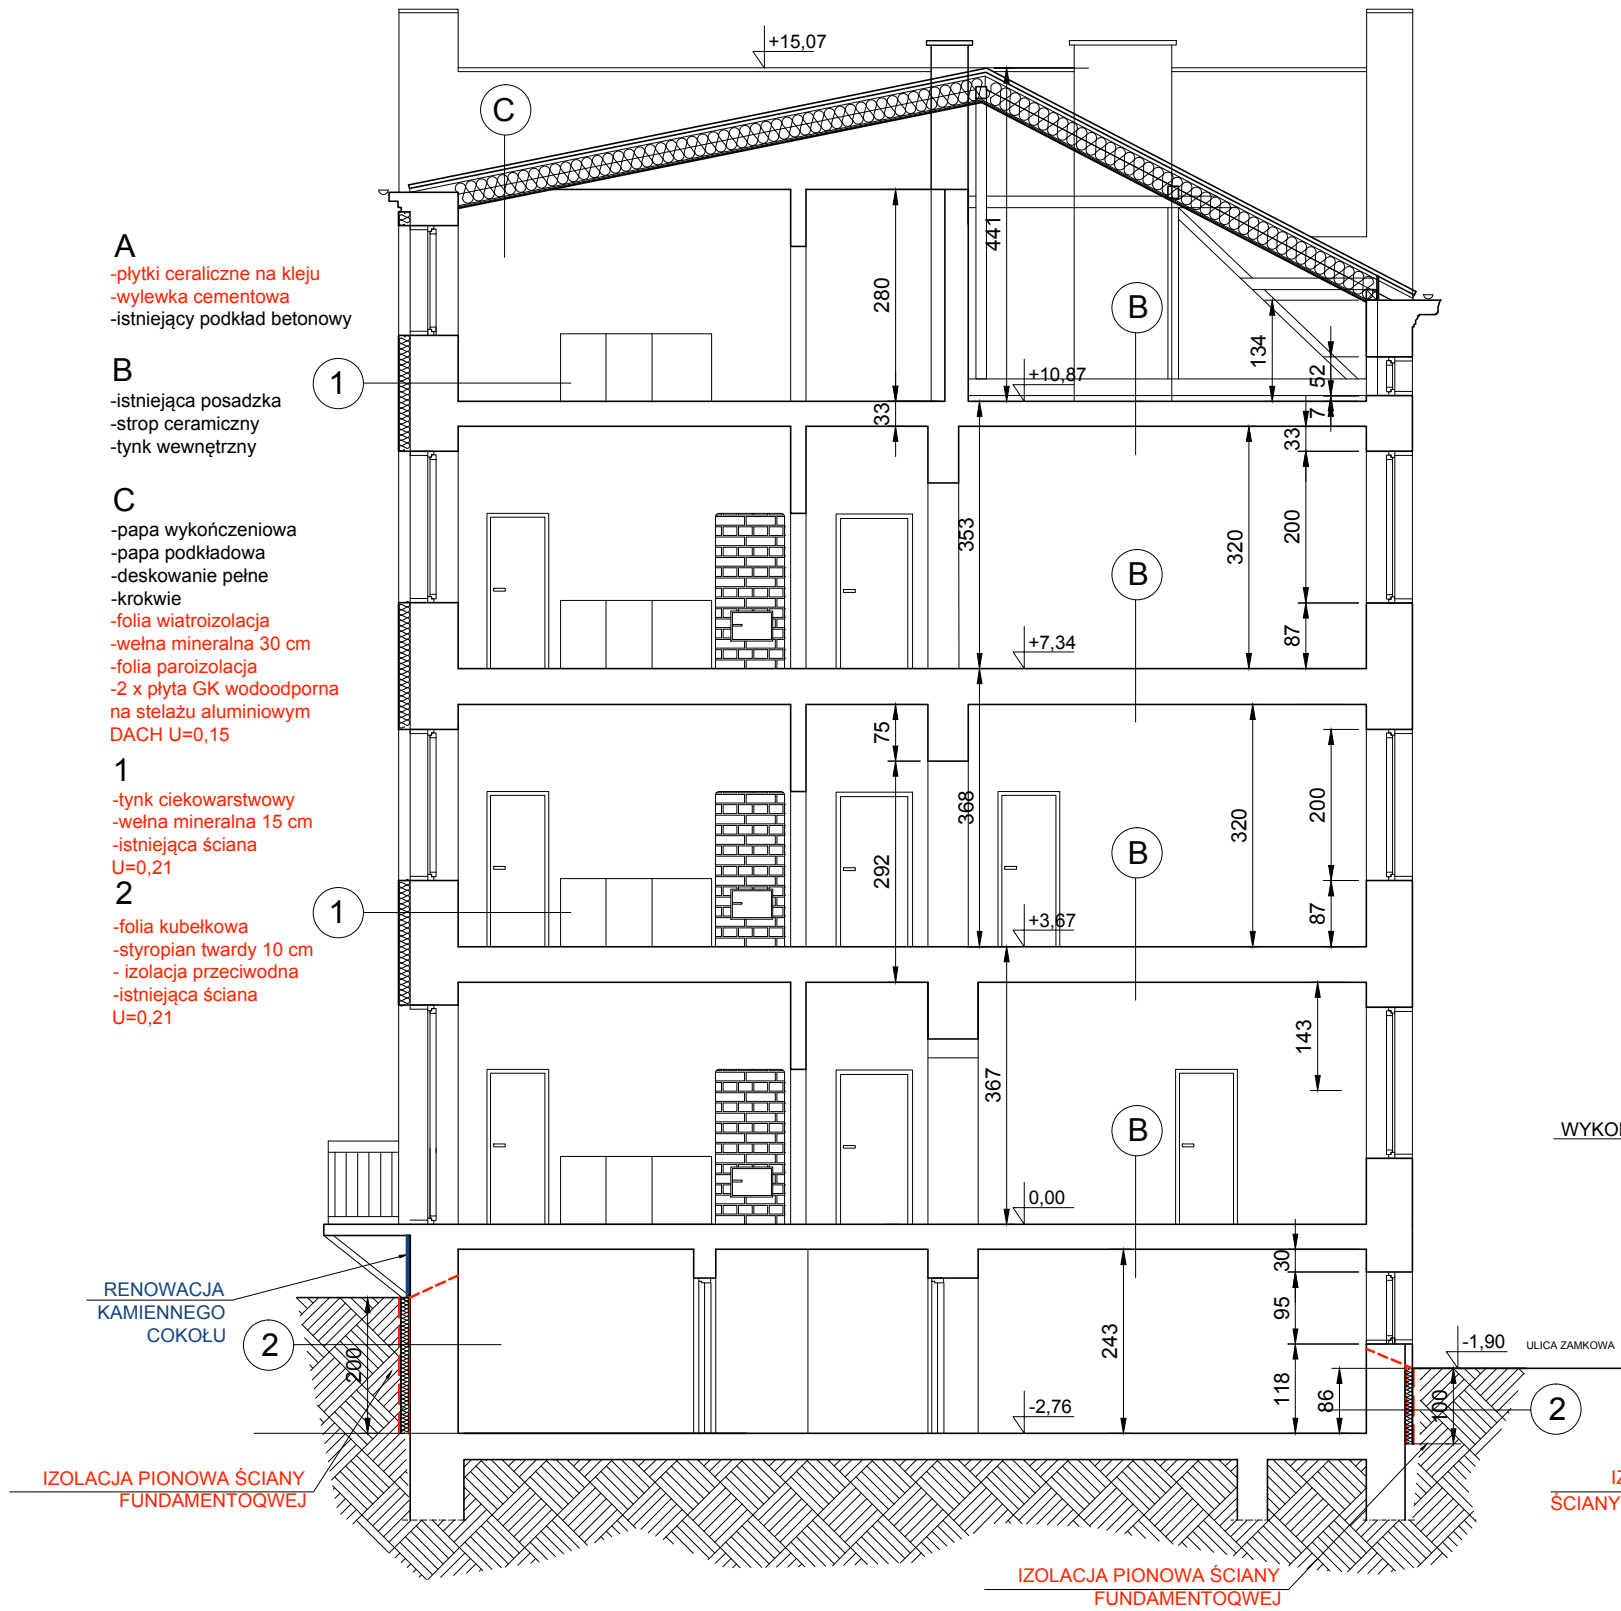 +15,07
C
A
-płytki ceraliczne na kleju
-wylewka cementowa
-istniejący podkład betonowy
B
-istniejąca posadzka
-strop ceramiczny
-tynk wewnętrzny
C
-papa wykończeniowa
-papa podkładowa
-deskowanie pełne
-krokwie
-folia wiatroizolacja
-wełna mineralna 30 cm
-folia paroizolacja
-2 x płyta GK wodoodporna
na stelażu aluminiowym
DACH U=0,15
1
-tynk ciekowarstwowy
-wełna mineralna 15 cm
-istniejąca ściana
U=0,21
2
-folia kubełkowa
-styropian twardy 10 cm
- izolacja przeciwodna
-istniejąca ściana
U=0,21
1
1
441
280
B
134
52
+10,87
7
33
33
353
320
200
B
87
+7,34
75
368
292
320
200
B
87
+3,67
143
367
B
0,00
WYKO
RENOWACJA
KAMIENNEGO
COKOŁU
2
200
30
95
243
118
86
100
-1,90
ULICA ZAMKOWA
2
-2,76
IZOLACJA PIONOWA ŚCIANY
FUNDAMENTOQWEJ
IZOLACJA PIONOWA ŚCIANY
FUNDAMENTOQWEJ
ŚCIANY